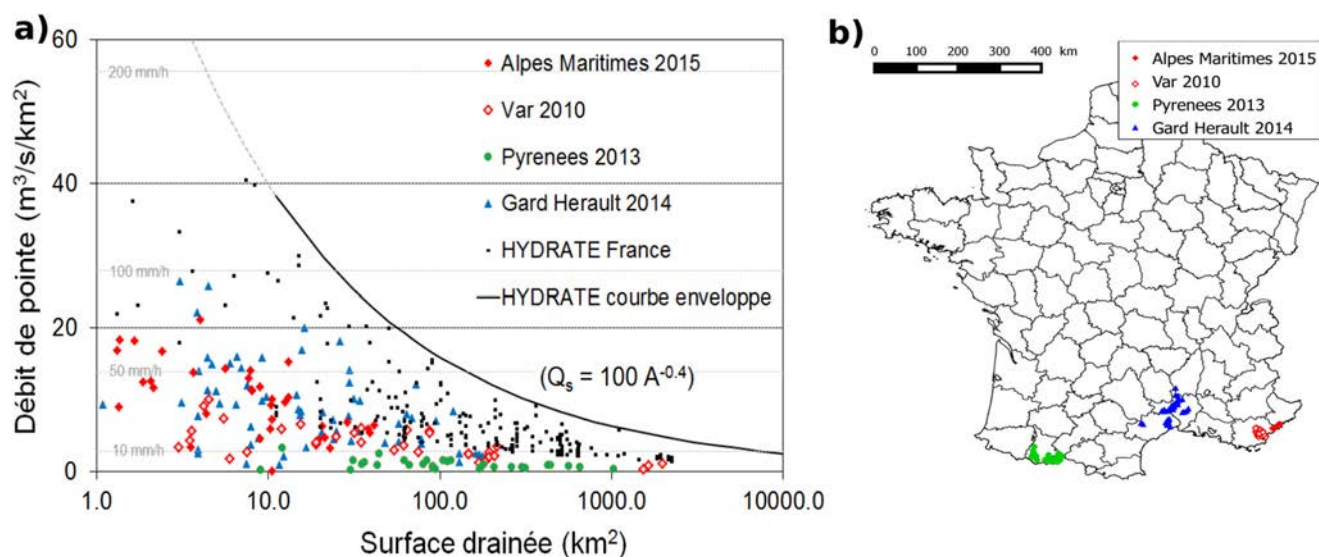 a)
60
40
20
0
Débit de pointe (m³/s/km²)
200 mm/h
100 mm/h
50 mm/h
10 mm/h
Alpes Maritimes 2015
Var 2010
Pyrenees 2013
Gard Herault 2014
HYDRATE France
HYDRATE courbe enveloppe
(Qs = 100 A-0.4)
1.0
10.0
100.0
1000.0
10000.0
Surface drainée (km²)
b)
0 100 200 300 400 km
Alpes Maritimes 2015
Var 2010
Pyrenees 2013
Gard Herault 2014